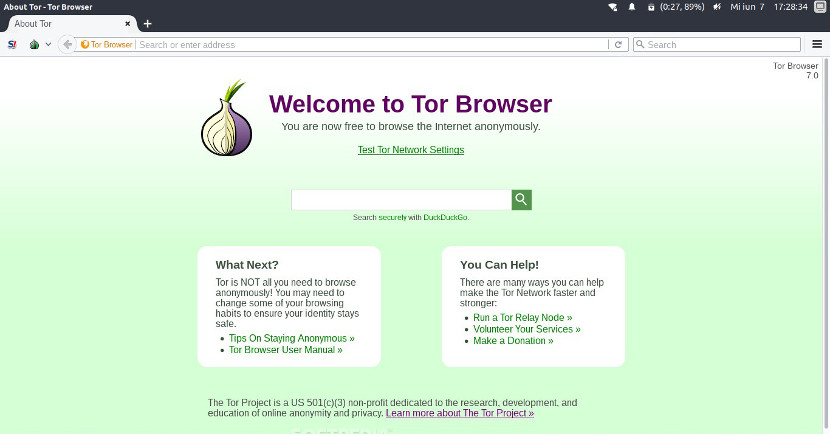 About Tor - Tor Browser
(0:27, 89%)
Mi iun 7
17:28:34
About Tor
Tor Browser
Search or enter address
Search
Tor Browser
7.0
Welcome to Tor Browser
You are now free to browse the Internet anonymously.
Test Tor Network Settings
Search securely with DuckDuckGo.
What Next?
Tor is NOT all you need to browse
anonymously! You may need to
change some of your browsing
habits to ensure your identity stays
safe.
Tips On Staying Anonymous »
Tor Browser User Manual »
You Can Help!
There are many ways you can help
make the Tor Network faster and
stronger:
Run a Tor Relay Node »
Volunteer Your Services »
Make a Donation »
The Tor Project is a US 501(c)(3) non-profit dedicated to the research, development, and
education of online anonymity and privacy. Learn more about The Tor Project »